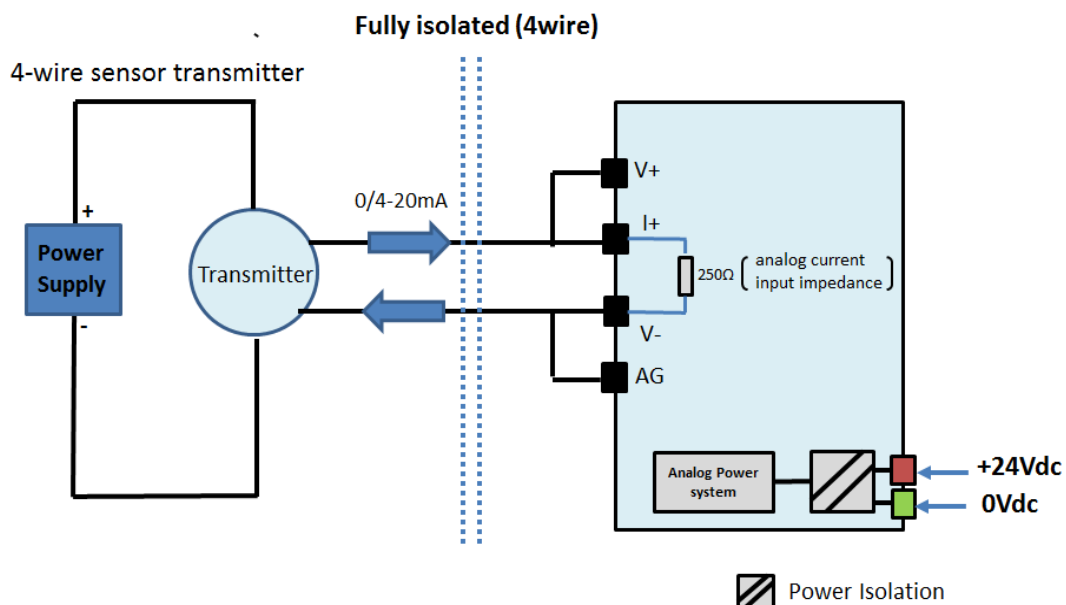 Fully isolated (4wire)
4-wire sensor transmitter
0/4-20mA
+
Power
Supply
-
Transmitter
V+
I+
250Ω
analog current
input impedance
V-
AG
Analog Power
system
+24Vdc
0Vdc
Power Isolation